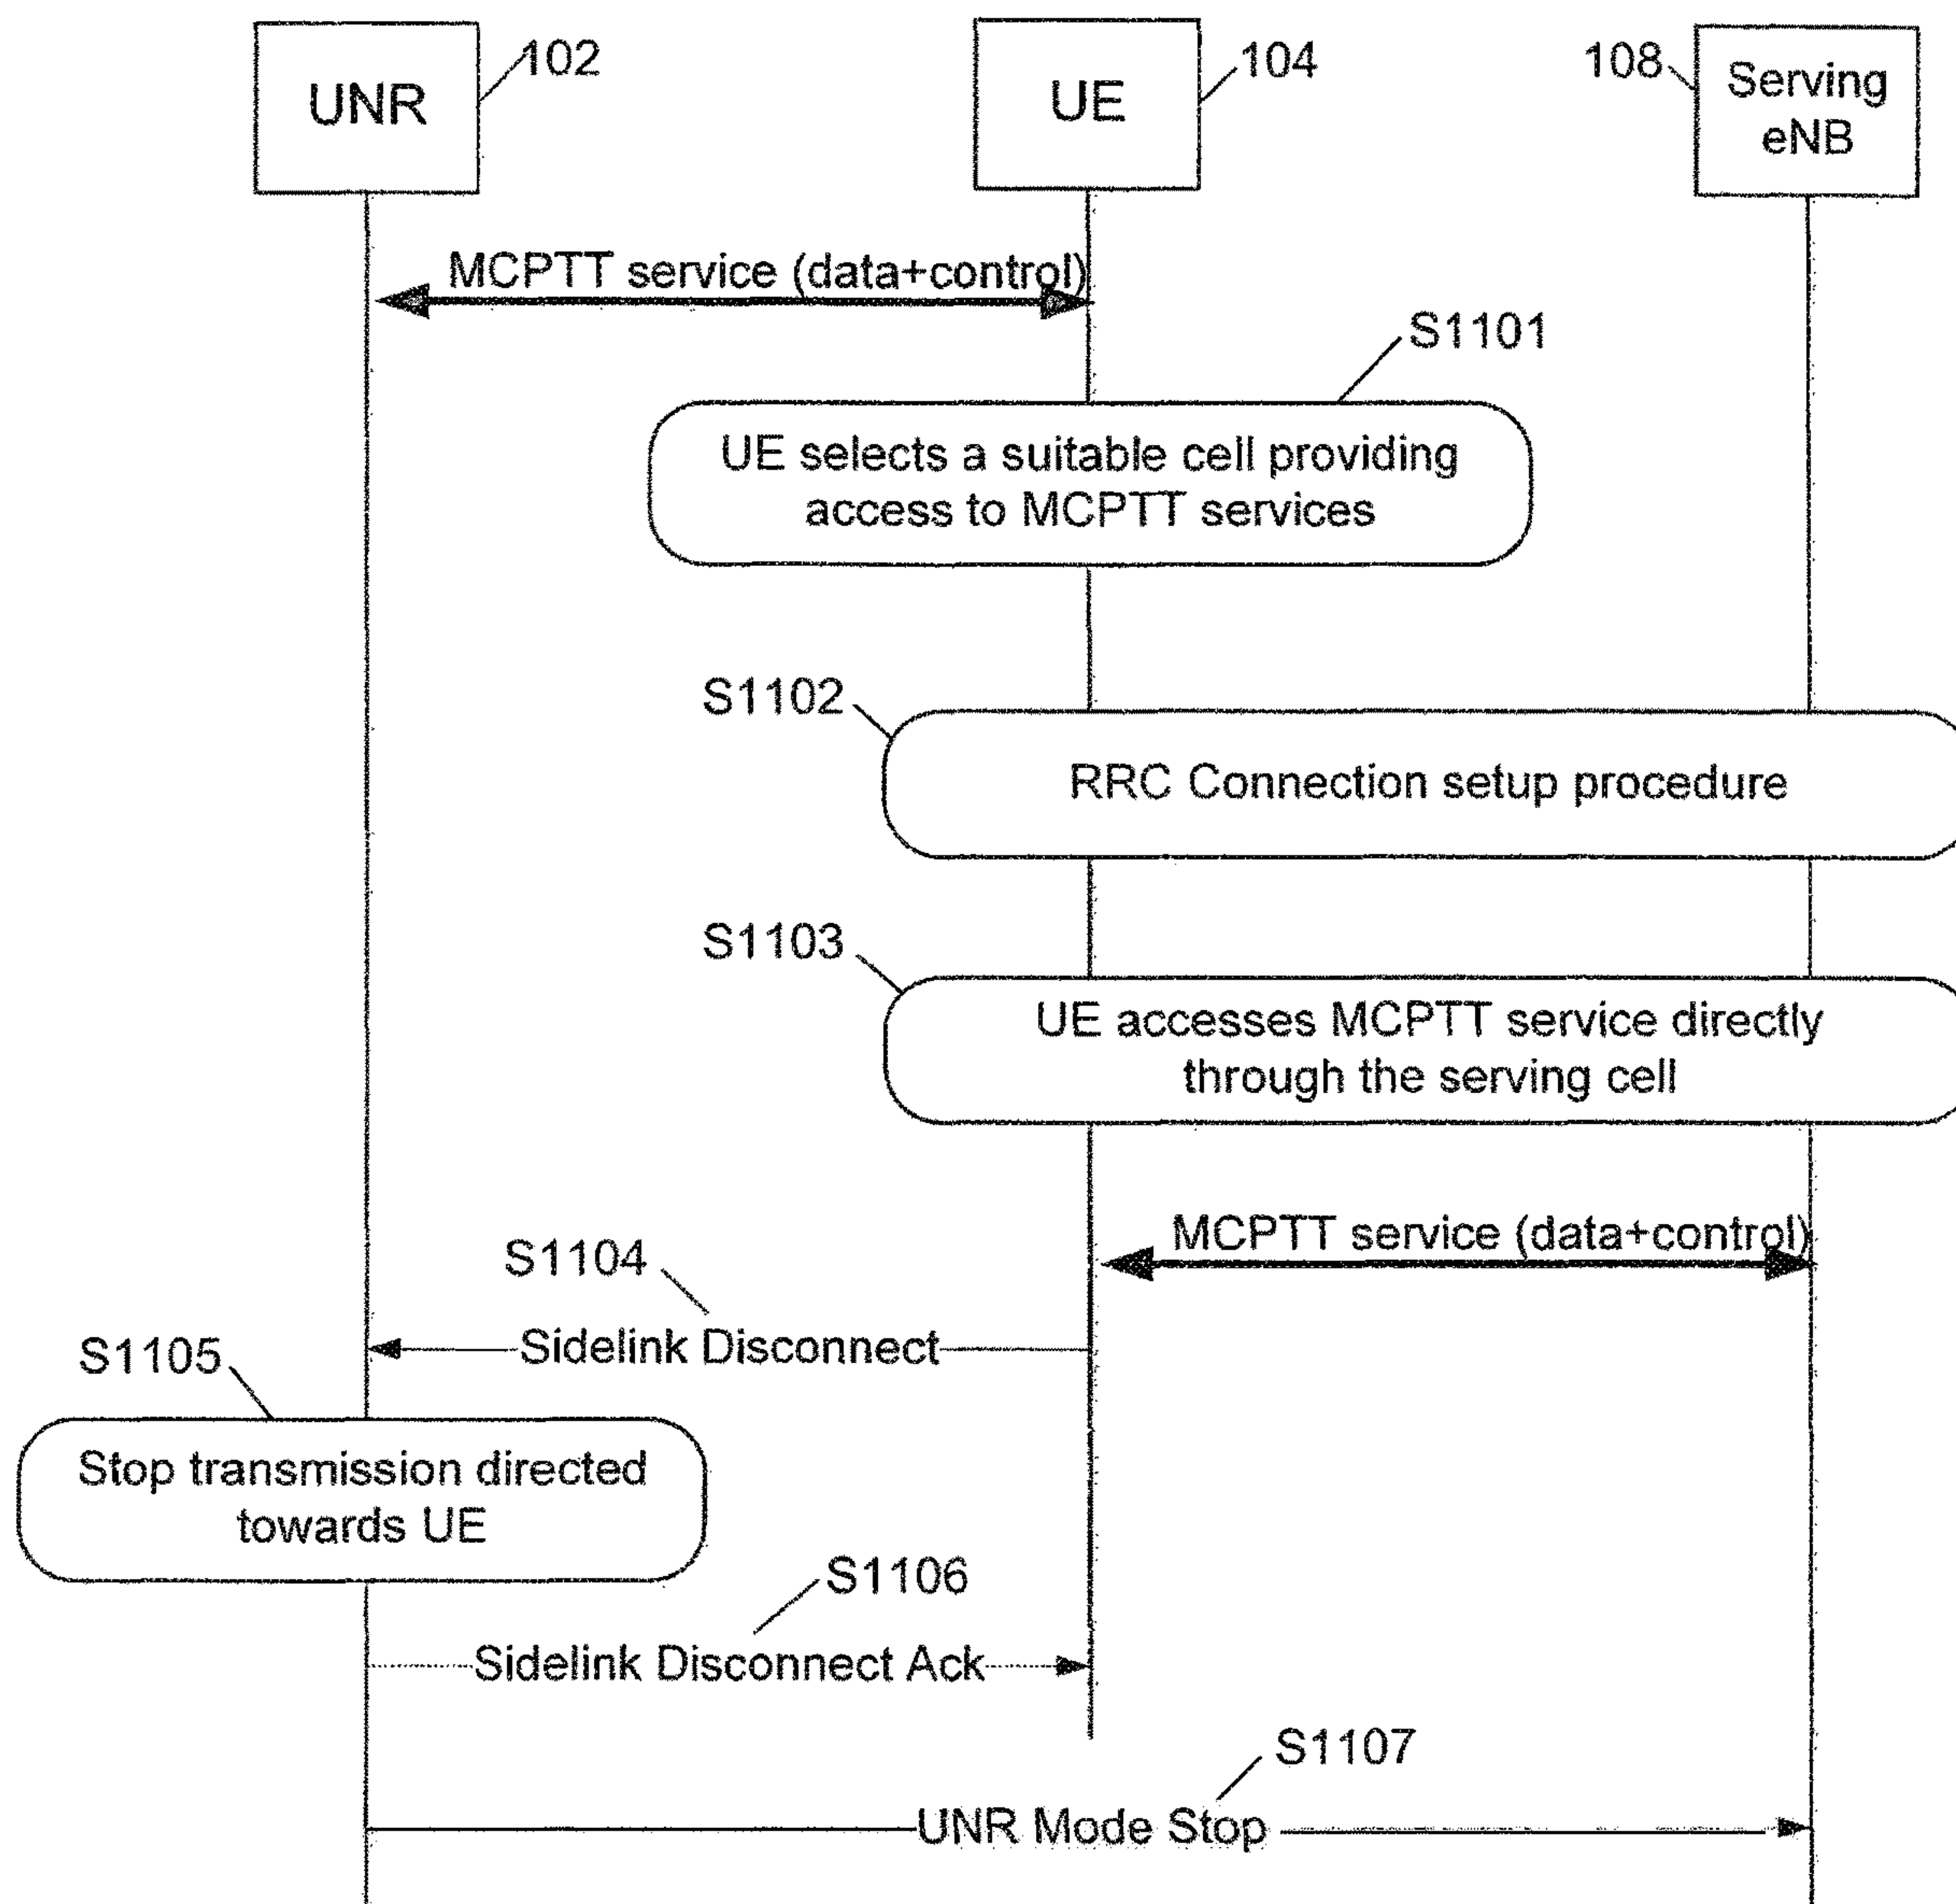 UNR
102
UE
104
108
Serving
eNB
MCPTT service (data+control)
S1101
UE selects a suitable cell providing
access to MCPTT services
S1102
RRC Connection setup procedure
S1103
UE accesses MCPTT service directly
through the serving cell
MCPTT service (data+control)
S1104
Sidelink Disconnect
S1105
Stop transmission directed
towards UE
S1106
Sidelink Disconnect Ack
S1107
UNR Mode Stop